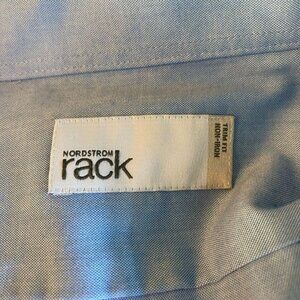 NORDSTROM
rack
TRIM FIT
NON-IRON